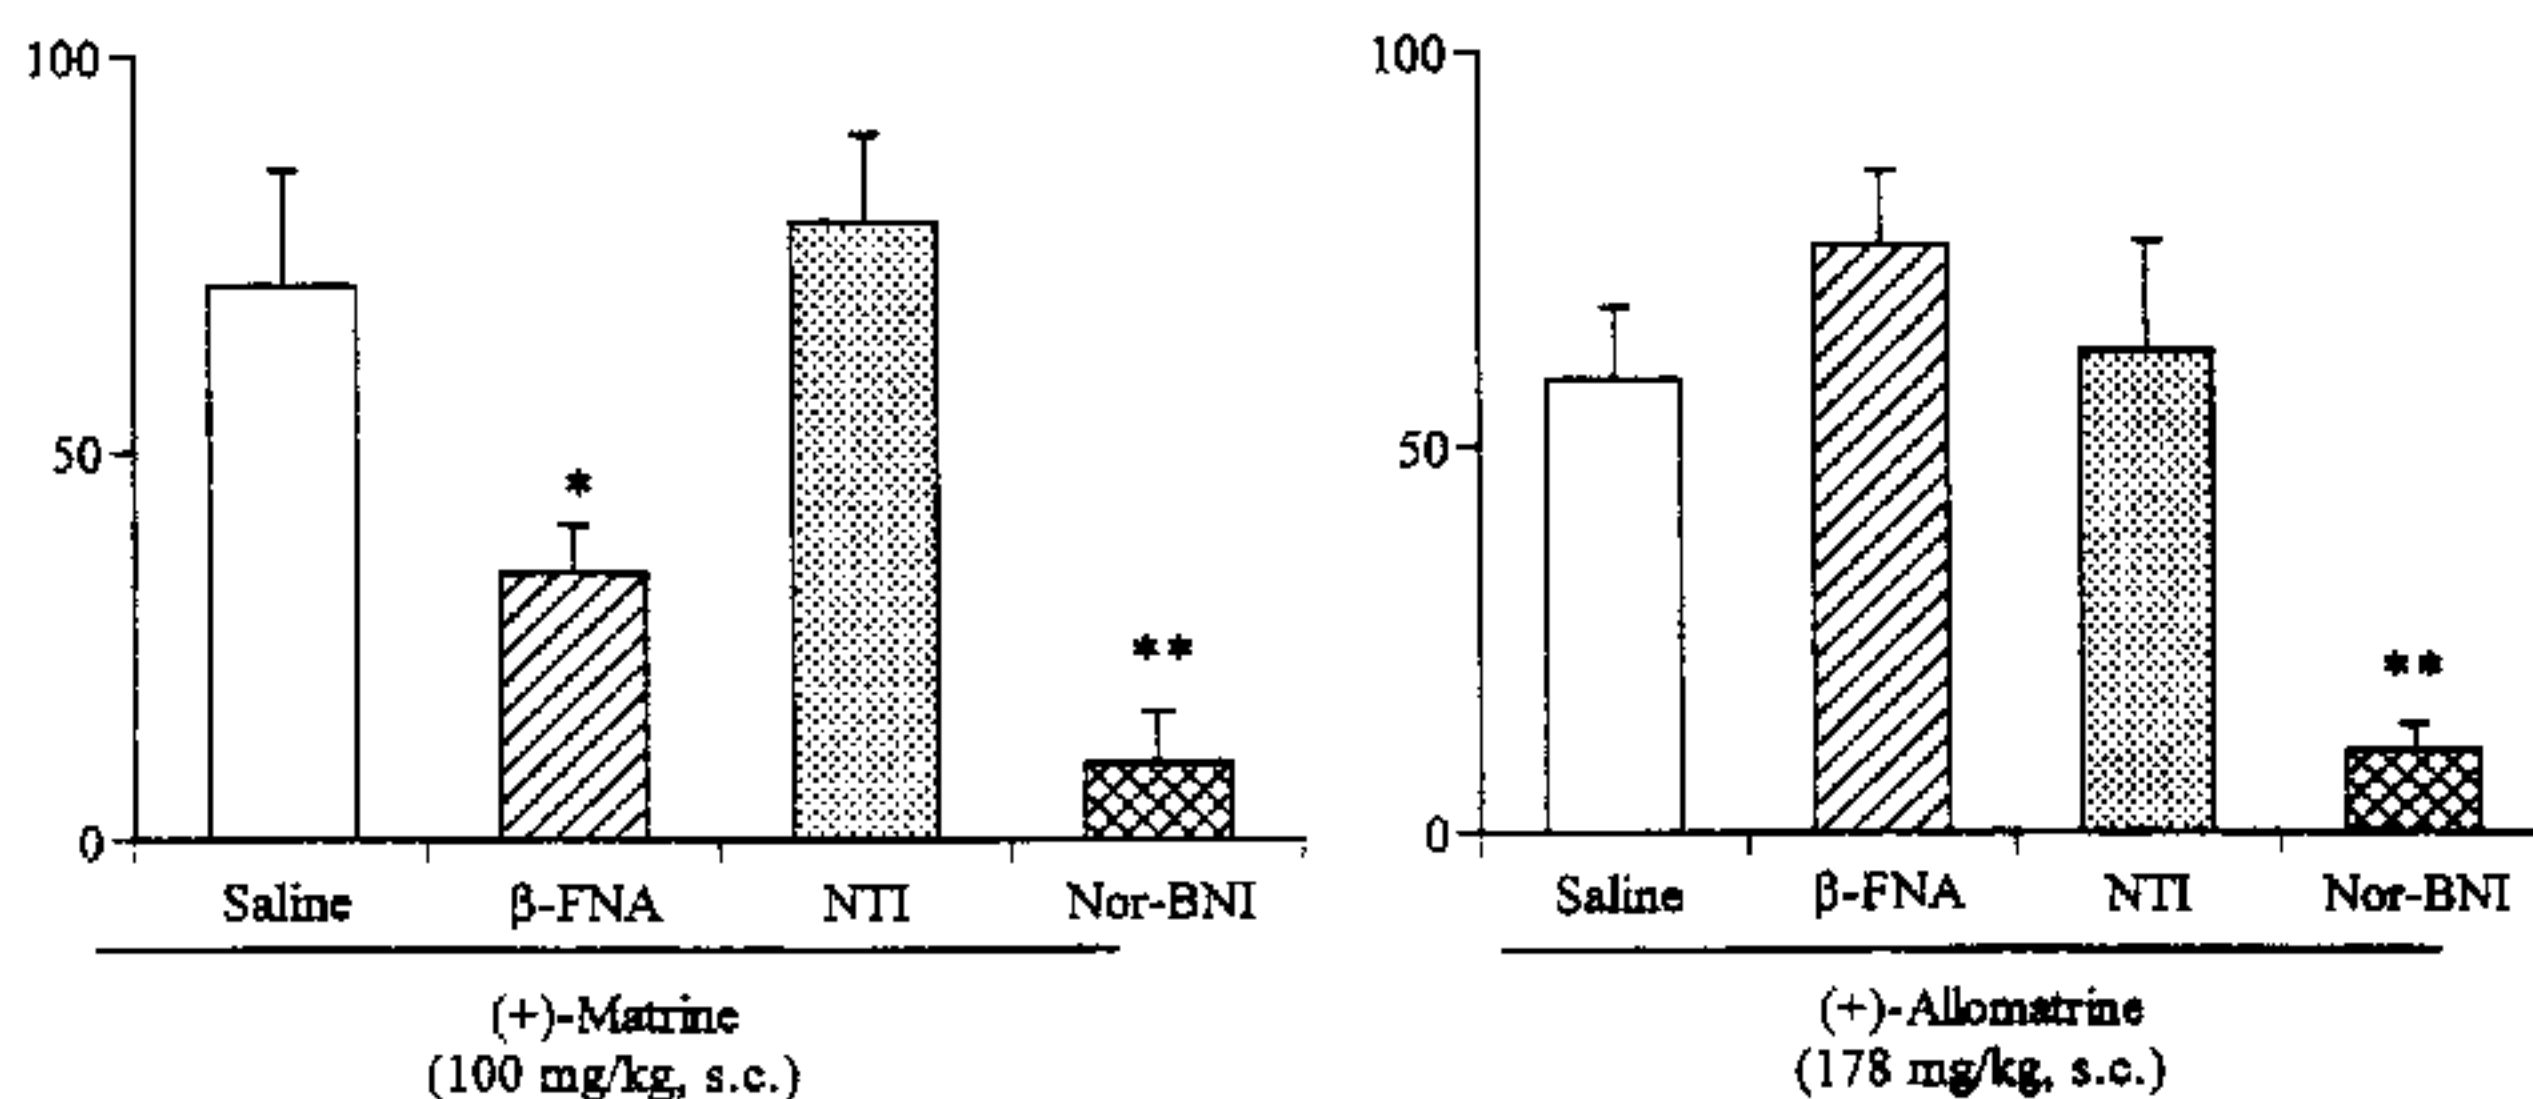 100
50
0
*
**
Saline β-FNA NTI Nor-BNI
(+)-Matrine
(100 mg/kg, s.c.)
100
50
0
**
Saline β-FNA NTI Nor-BNI
(+)-Allomatrine
(178 mg/kg, s.c.)